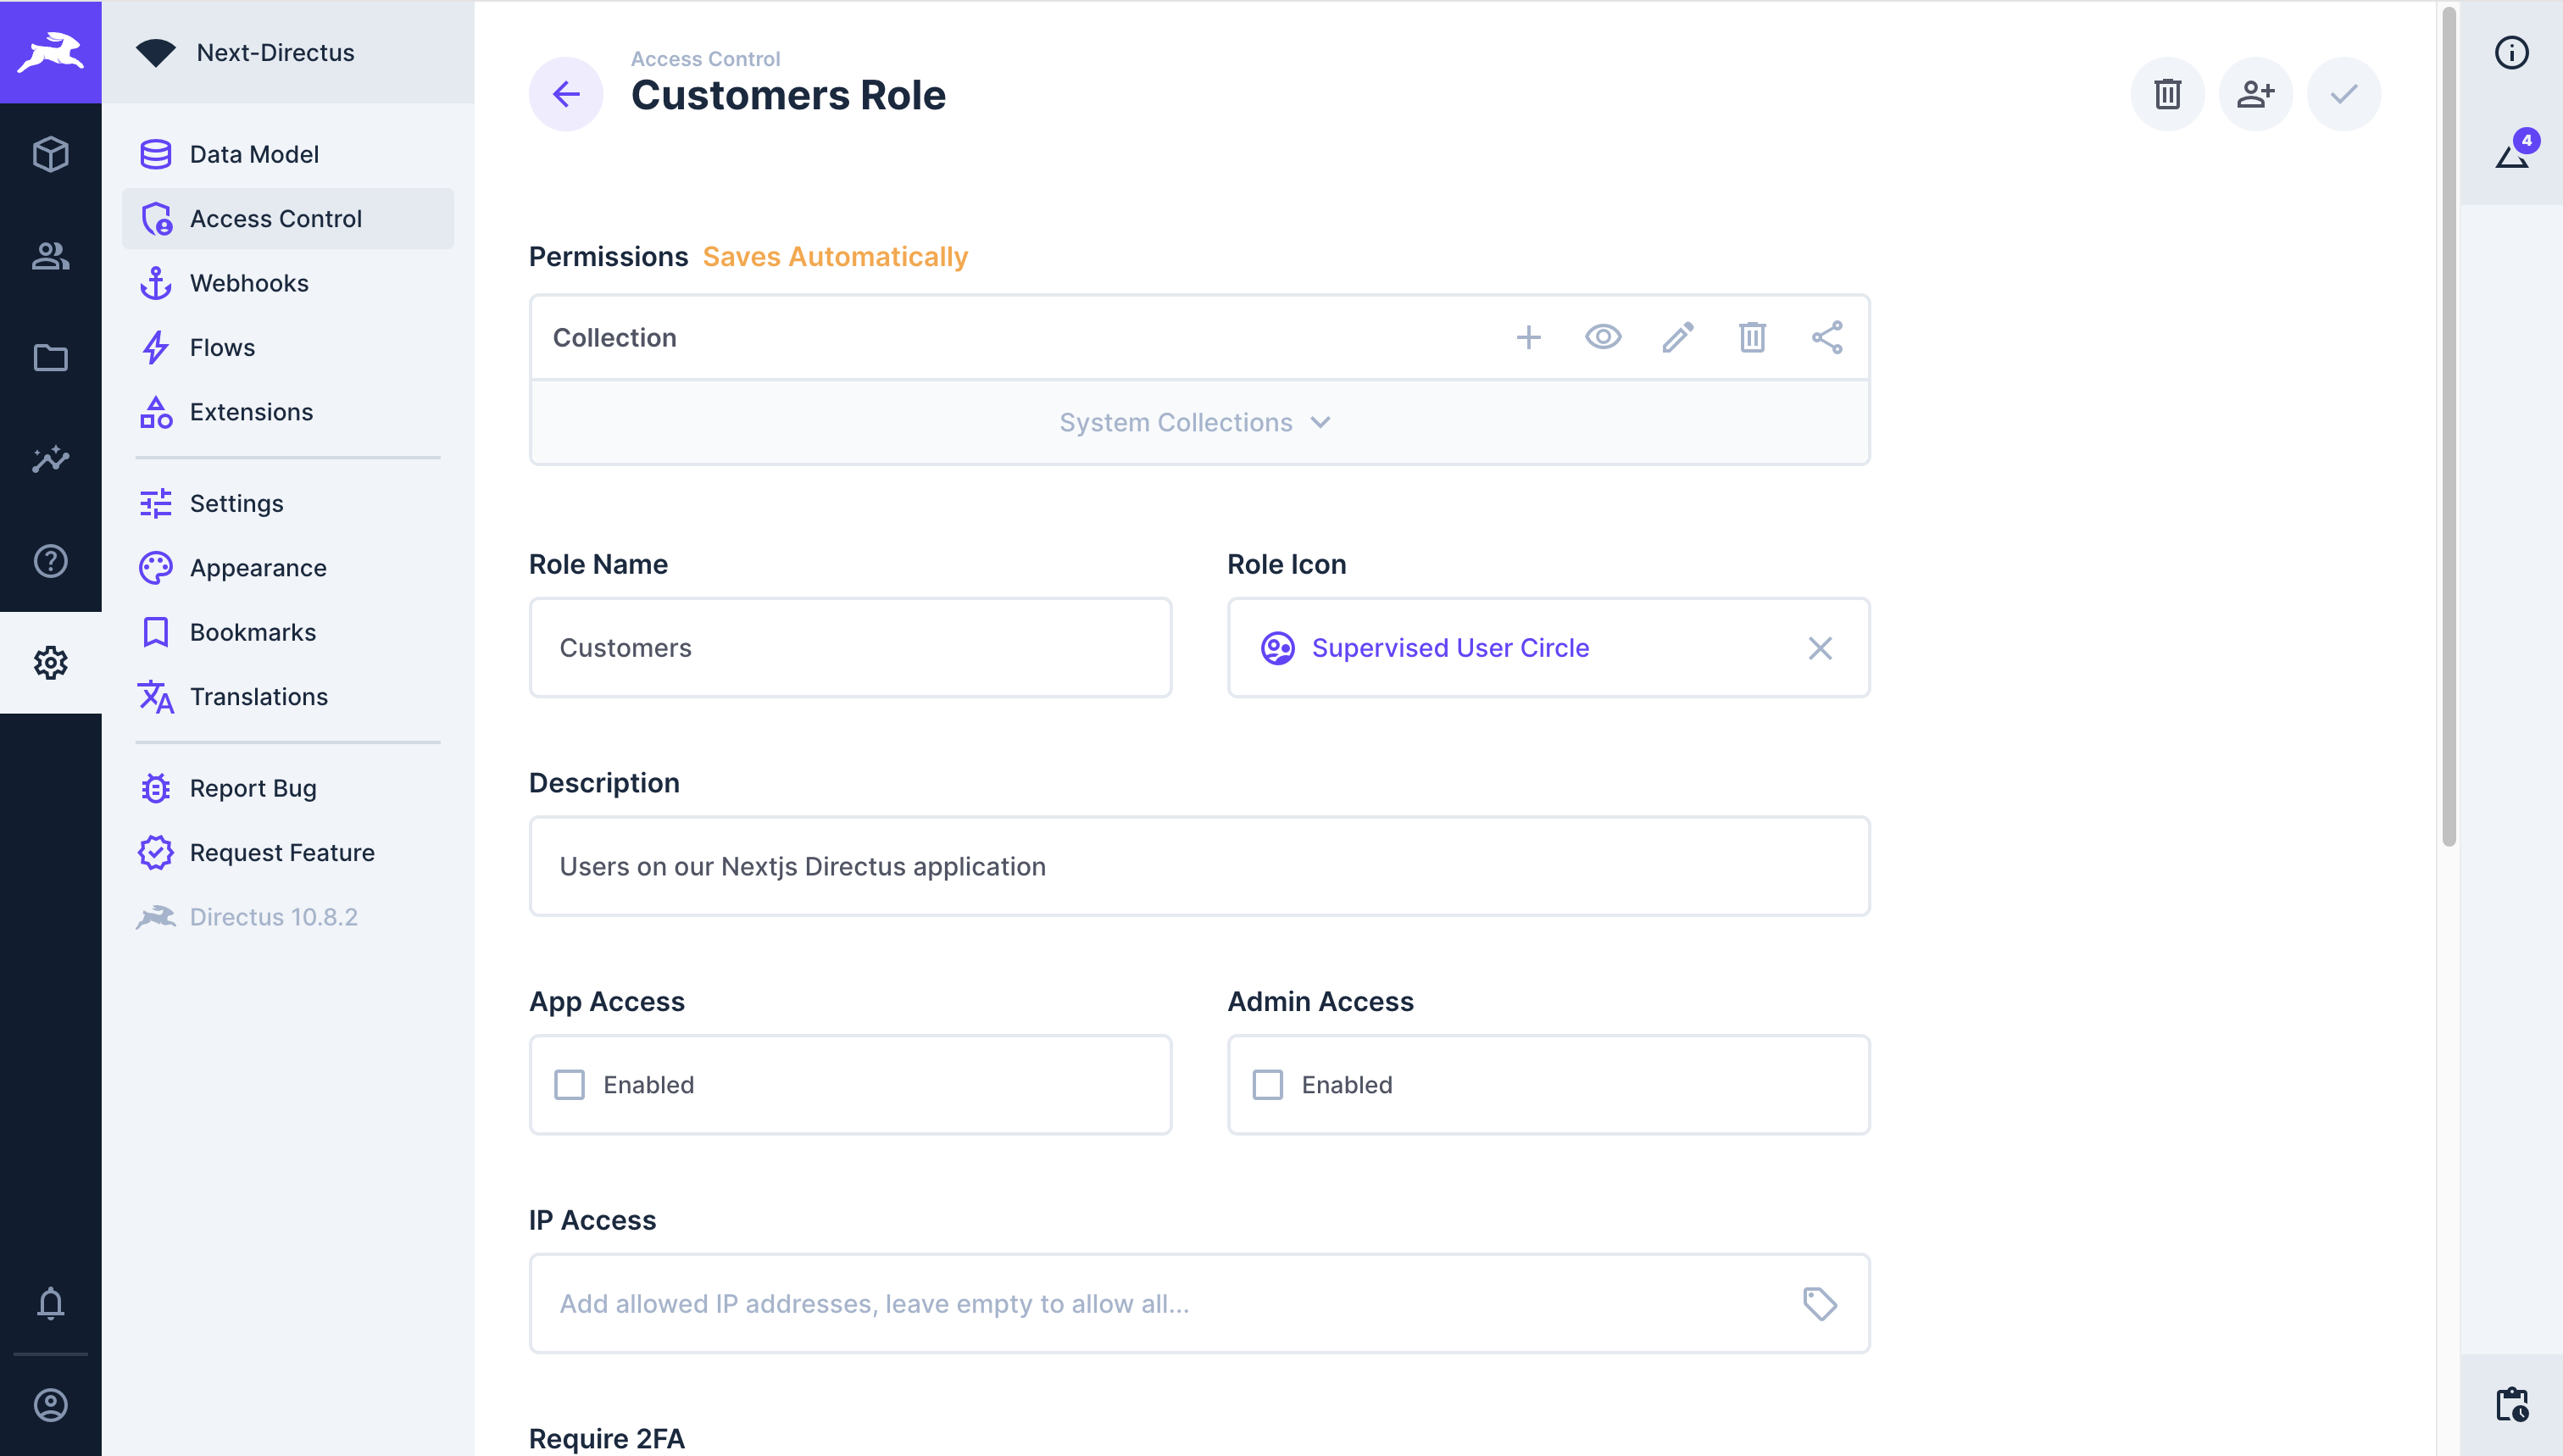 Next-Directus
Data Model
Access Control
Webhooks
Flows
Extensions
Settings
Appearance
Bookmarks
Translations
Report Bug
Request Feature
Directus 10.8.2
Access Control
Customers Role
Permissions Saves Automatically
Collection
System Collections
Role Name
Role Icon
Customers
Supervised User Circle
Description
Users on our Nextjs Directus application
App Access
Admin Access
Enabled
Enabled
IP Access
Add allowed IP addresses, leave empty to allow all...
Require 2FA
4